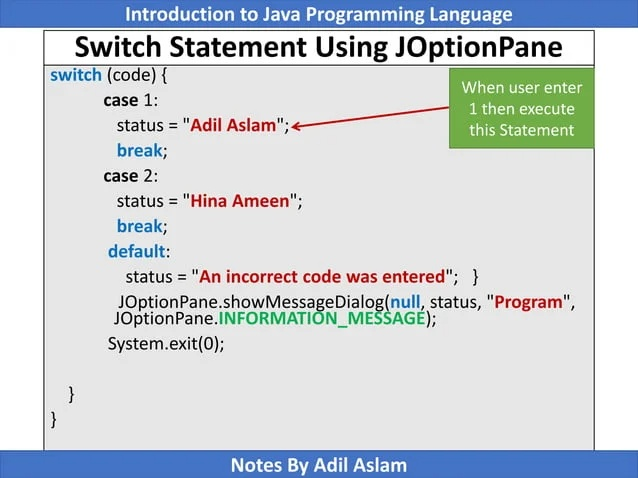 Introduction to Java Programming Language
Switch Statement Using JOptionPane
switch (code) {
case 1:
status = "Adil Aslam";
break;
case 2:
status = "Hina Ameen";
break;
default:
status = "An incorrect code was entered";   }
JOptionPane.showMessageDialog(null, status, "Program",
JOptionPane.INFORMATION_MESSAGE);
System.exit(0);
}
}
When user enter
1 then execute
this Statement
Notes By Adil Aslam